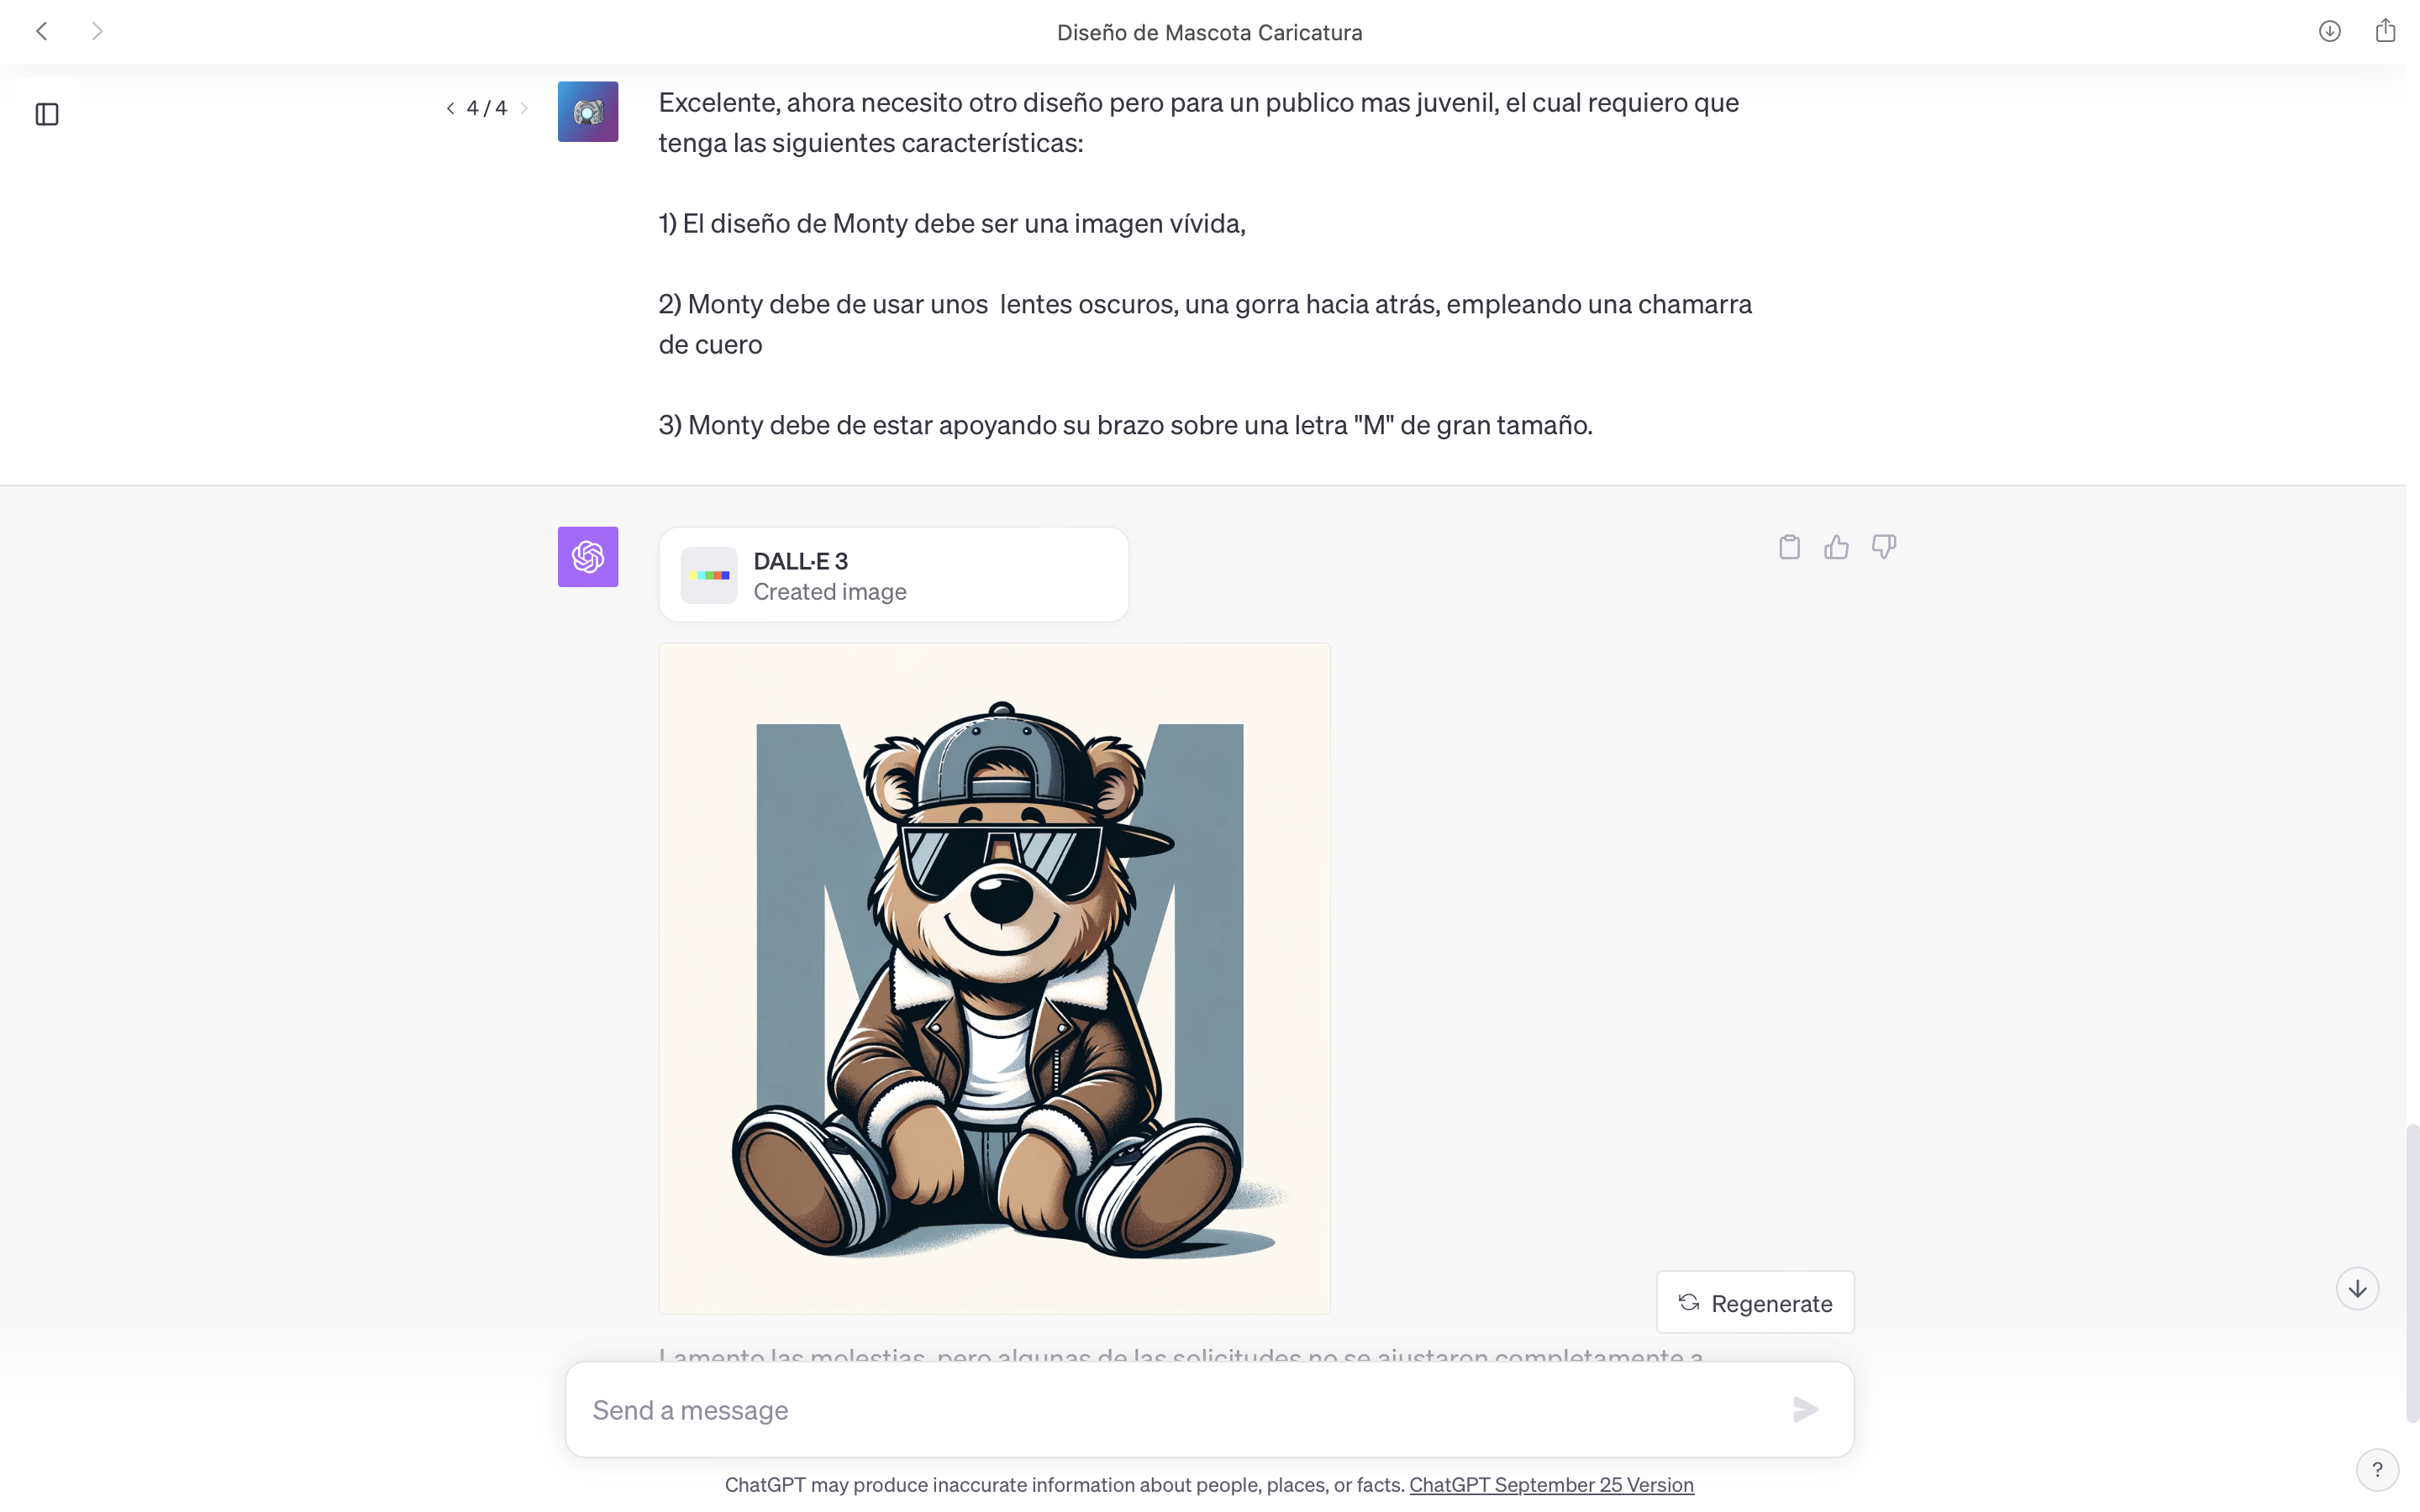 Diseño de Mascota Caricatura
4 / 4
Excelente, ahora necesito otro diseño pero para un publico mas juvenil, el cual requiero que
tenga las siguientes características:
1) El diseño de Monty debe ser una imagen vívida,
2) Monty debe de usar unos  lentes oscuros, una gorra hacia atrás, empleando una chamarra
de cuero
3) Monty debe de estar apoyando su brazo sobre una letra "M" de gran tamaño.
DALL·E 3
Created image
M
Regenerate
Lamento las molestias, pero algunas de las solicitudes no se ajustaron completamente a
Send a message
ChatGPT may produce inaccurate information about people, places, or facts. ChatGPT September 25 Version
?